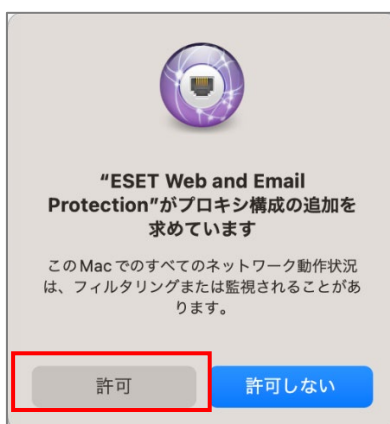 “ESET Web and Email
Protection”がプロキシ構成の追加を
求めています
このMacでのすべてのネットワーク動作状況
は、フィルタリングまたは監視されることがあ
ります。
許可
許可しない